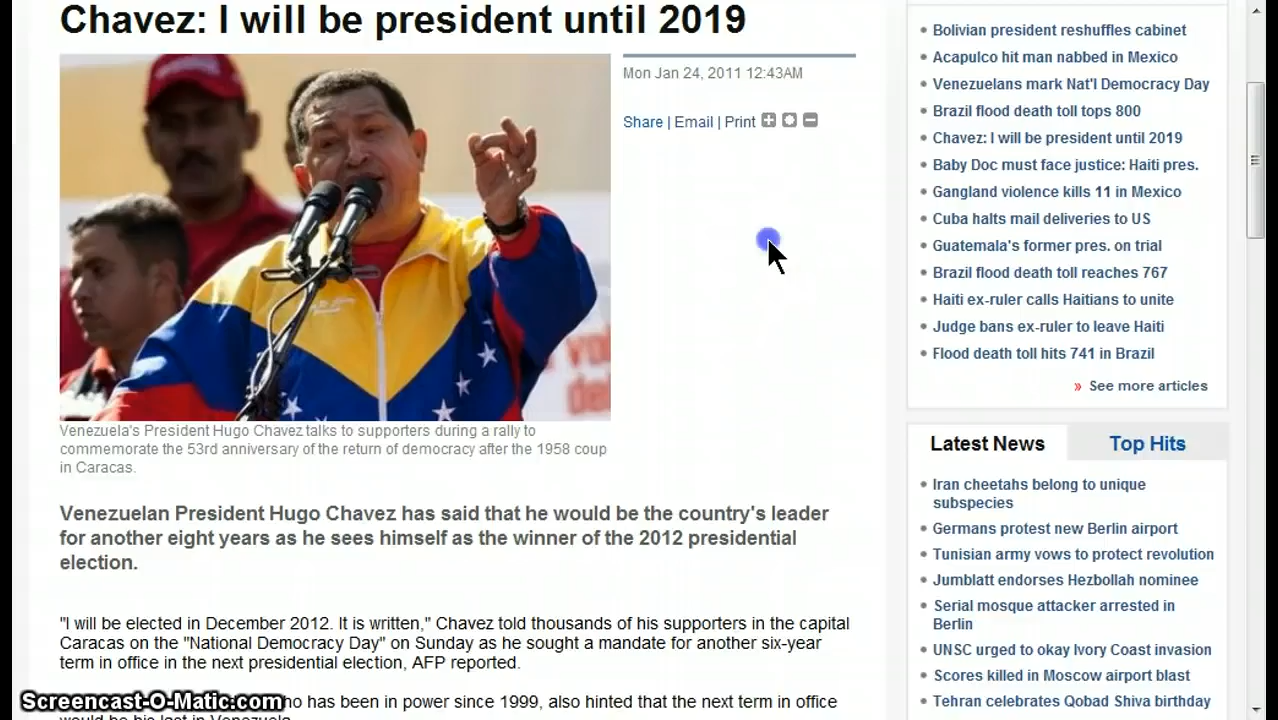 Chavez: I will be president until 2019
Mon Jan 24, 2011 12:43AM
Share | Email | Print
Venezuela's President Hugo Chavez talks to supporters during a rally to
commemorate the 53rd anniversary of the return of democracy after the 1958 coup
in Caracas.
Venezuelan President Hugo Chavez has said that he would be the country's leader
for another eight years as he sees himself as the winner of the 2012 presidential
election.
"I will be elected in December 2012. It is written," Chavez told thousands of his supporters in the capital
Caracas on the "National Democracy Day" on Sunday as he sought a mandate for another six-year
term in office in the next presidential election, AFP reported.
has been in power since 1999, also hinted that the next term in office
would be his last in Venezuela.
Bolivian president reshuffles cabinet
Acapulco hit man nabbed in Mexico
Venezuelans mark Nat'l Democracy Day
Brazil flood death toll tops 800
Chavez: I will be president until 2019
Baby Doc must face justice: Haiti pres.
Gangland violence kills 11 in Mexico
Cuba halts mail deliveries to US
Guatemala's former pres. on trial
Brazil flood death toll reaches 767
Haiti ex-ruler calls Haitians to unite
Judge bans ex-ruler to leave Haiti
Flood death toll hits 741 in Brazil
» See more articles
Latest News Top Hits
Iran cheetahs belong to unique
subspecies
Germans protest new Berlin airport
Tunisian army vows to protect revolution
Jumblatt endorses Hezbollah nominee
Serial mosque attacker arrested in
Berlin
UNSC urged to okay Ivory Coast invasion
Scores killed in Moscow airport blast
Tehran celebrates Qobad Shiva birthday
Screencast-O-Matic.com